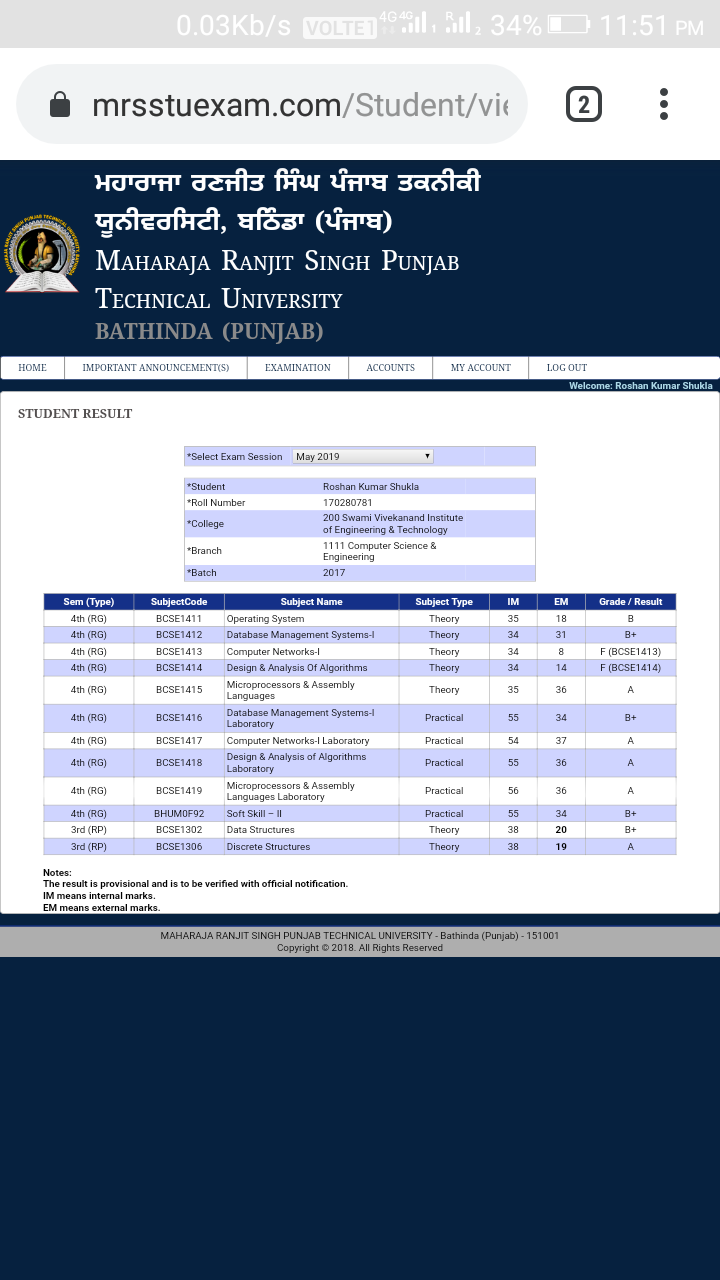 0.03Kb/s VOLTE1 4G 4G 1 R 2 34% 11:51 PM
mrsstuexam.com/Student/vie
2
ਮਹਾਰਾਜਾ ਰਣਜੀਤ ਸਿੰਘ ਪੰਜਾਬ ਤਕਨੀਕੀ
ਯੂਨੀਵਰਸਿਟੀ, ਬਠਿੰਡਾ (ਪੰਜਾਬ)
MAHARAJA RANJIT SINGH PUNJAB
TECHNICAL UNIVERSITY
BATHINDA (PUNJAB)
HOME IMPORTANT ANNOUNCEMENT(S) EXAMINATION ACCOUNTS MY ACCOUNT LOG OUT
Welcome: Roshan Kumar Shukla
STUDENT RESULT
*Select Exam Session May 2019
*Student Roshan Kumar Shukla
*Roll Number 170280781
*College 200 Swami Vivekanand Institute
of Engineering & Technology
*Branch 1111 Computer Science &
Engineering
*Batch 2017
Sem (Type) SubjectCode Subject Name Subject Type IM EM Grade / Result
4th (RG) BCSE1411 Operating System Theory 35 18 B
4th (RG) BCSE1412 Database Management Systems-I Theory 34 31 B+
4th (RG) BCSE1413 Computer Networks-I Theory 34 8 F (BCSE1413)
4th (RG) BCSE1414 Design & Analysis Of Algorithms Theory 34 14 F (BCSE1414)
4th (RG) BCSE1415 Microprocessors & Assembly
Languages Theory 35 36 A
4th (RG) BCSE1416 Database Management Systems-I
Laboratory Practical 55 34 B+
4th (RG) BCSE1417 Computer Networks-I Laboratory Practical 54 37 A
4th (RG) BCSE1418 Design & Analysis of Algorithms
Laboratory Practical 55 36 A
4th (RG) BCSE1419 Microprocessors & Assembly
Languages Laboratory Practical 56 36 A
4th (RG) BHUM0F92 Soft Skill – II Practical 55 34 B+
3rd (RP) BCSE1302 Data Structures Theory 38 20 B+
3rd (RP) BCSE1306 Discrete Structures Theory 38 19 A
Notes:
The result is provisional and is to be verified with official notification.
IM means internal marks.
EM means external marks.
MAHARAJA RANJIT SINGH PUNJAB TECHNICAL UNIVERSITY - Bathinda (Punjab) - 151001
Copyright © 2018. All Rights Reserved